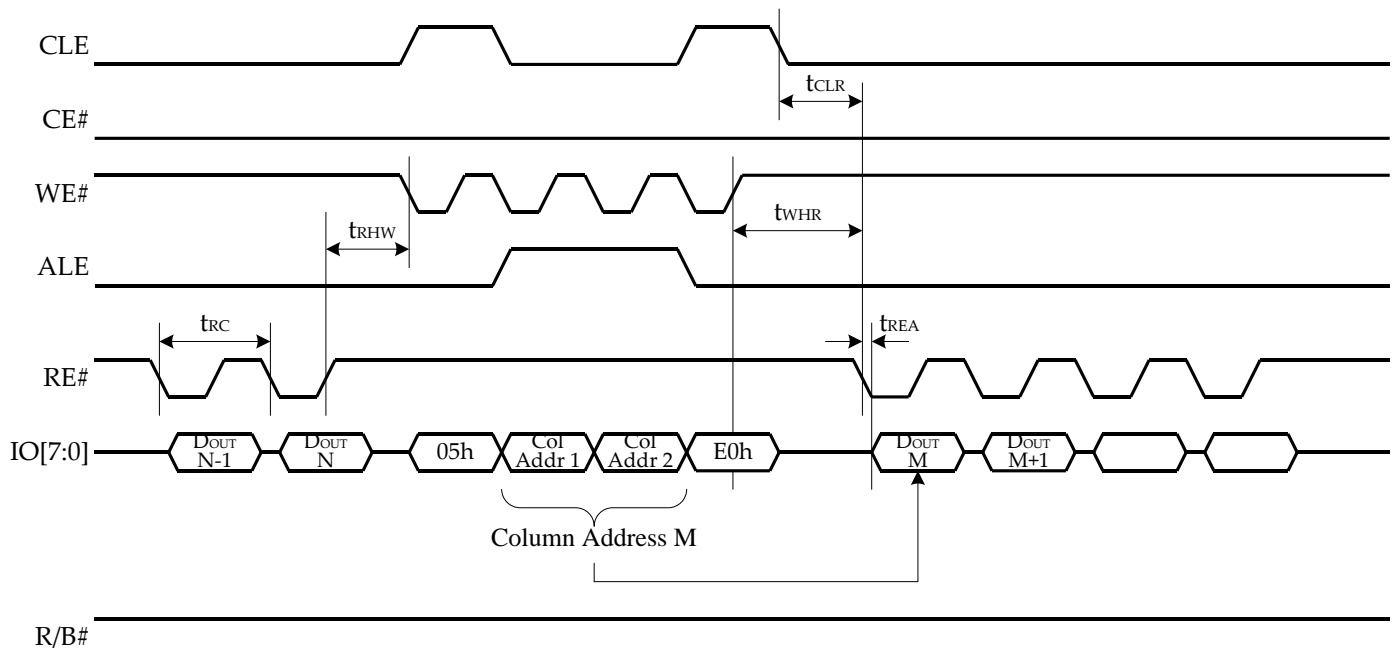 CLE
tCLR
CE#
WE#
tRHW
tWHR
ALE
tRC
tREA
RE#
IO[7:0]
DOUT
N-1
DOUT
N
05h
Col
Addr 1
Col
Addr 2
E0h
DOUT
M
DOUT
M+1
Column Address M
R/B#